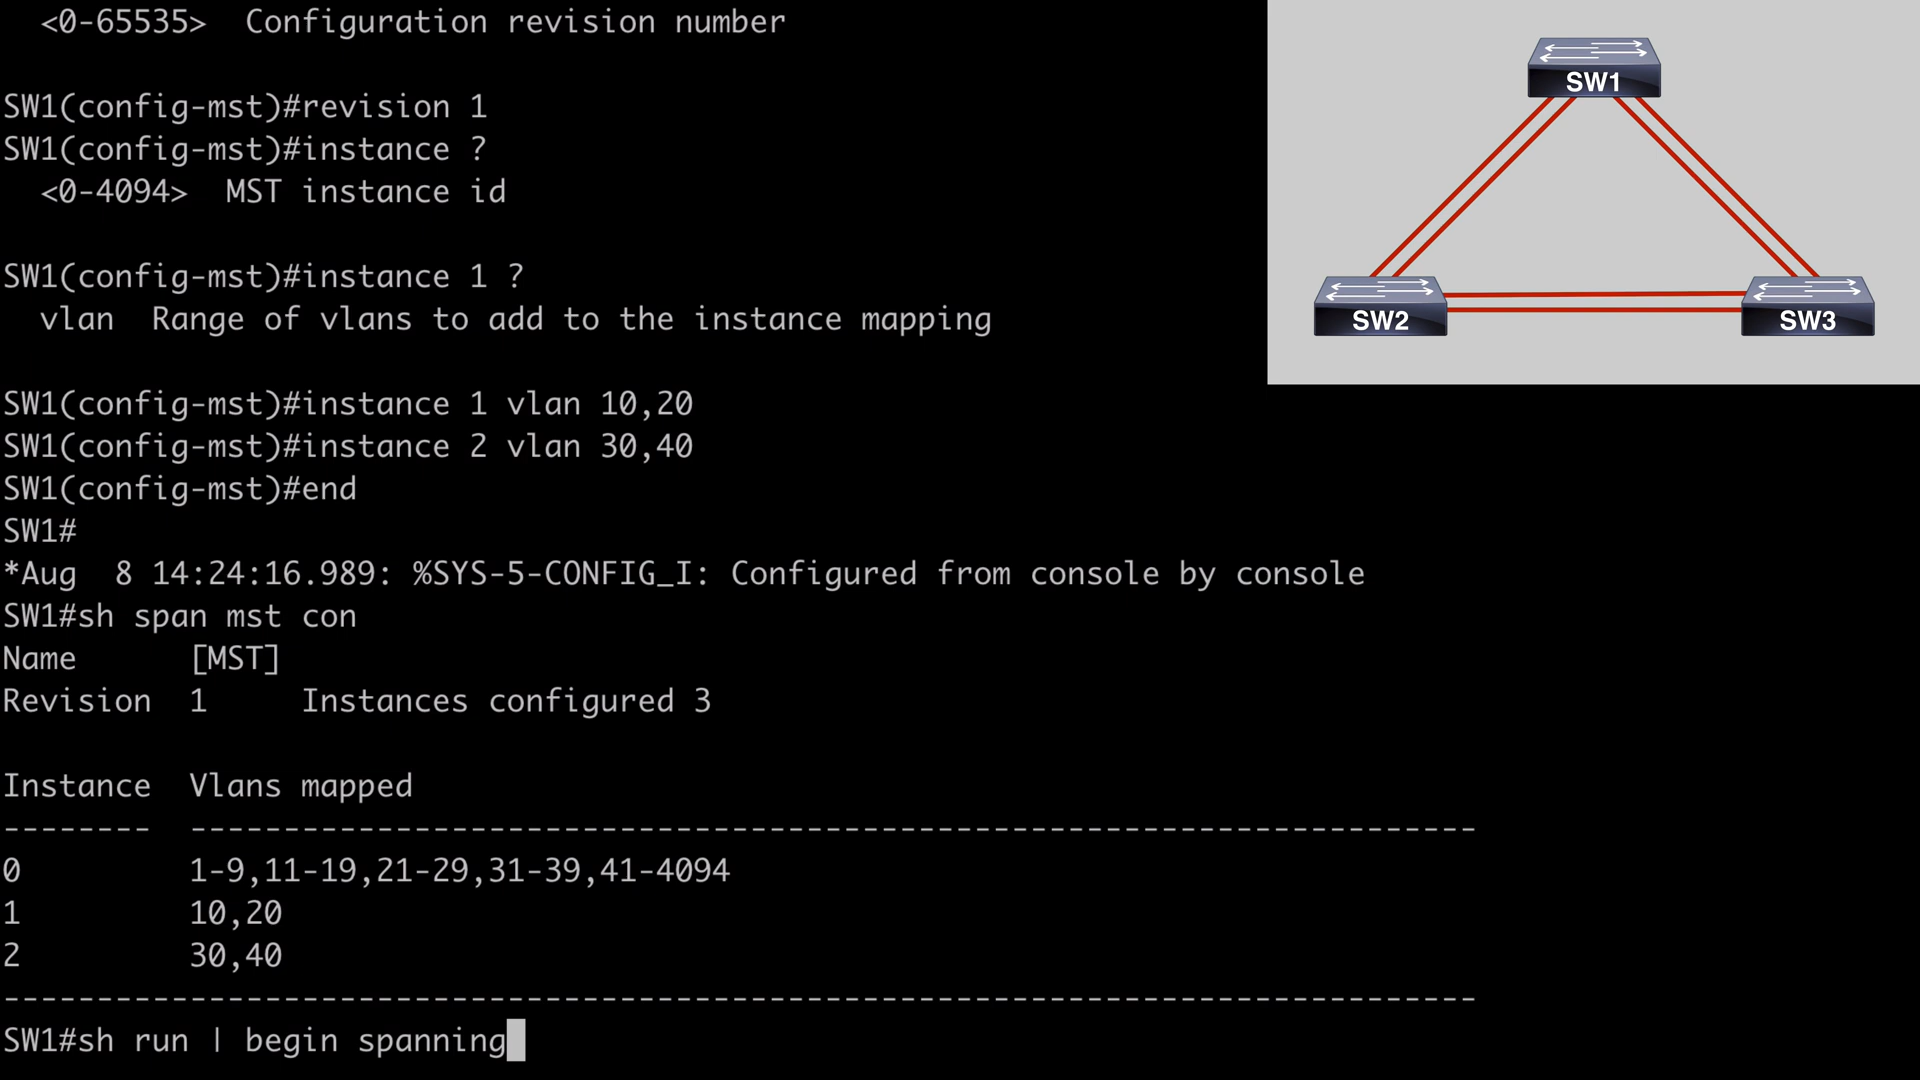 <0-65535>  Configuration revision number
SW1(config-mst)#revision 1
SW1(config-mst)#instance ?
<0-4094>  MST instance id
SW1(config-mst)#instance 1 ?
vlan  Range of vlans to add to the instance mapping
SW1(config-mst)#instance 1 vlan 10,20
SW1(config-mst)#instance 2 vlan 30,40
SW1(config-mst)#end
SW1#
*Aug  8 14:24:16.989: %SYS-5-CONFIG_I: Configured from console by console
SW1#sh span mst con
Name      [MST]
Revision  1     Instances configured 3
Instance  Vlans mapped
--------  ---------------------------------------------------------------------
0         1-9,11-19,21-29,31-39,41-4094
1         10,20
2         30,40
-------------------------------------------------------------------------------
SW1#sh run | begin spanning
SW1
SW2
SW3